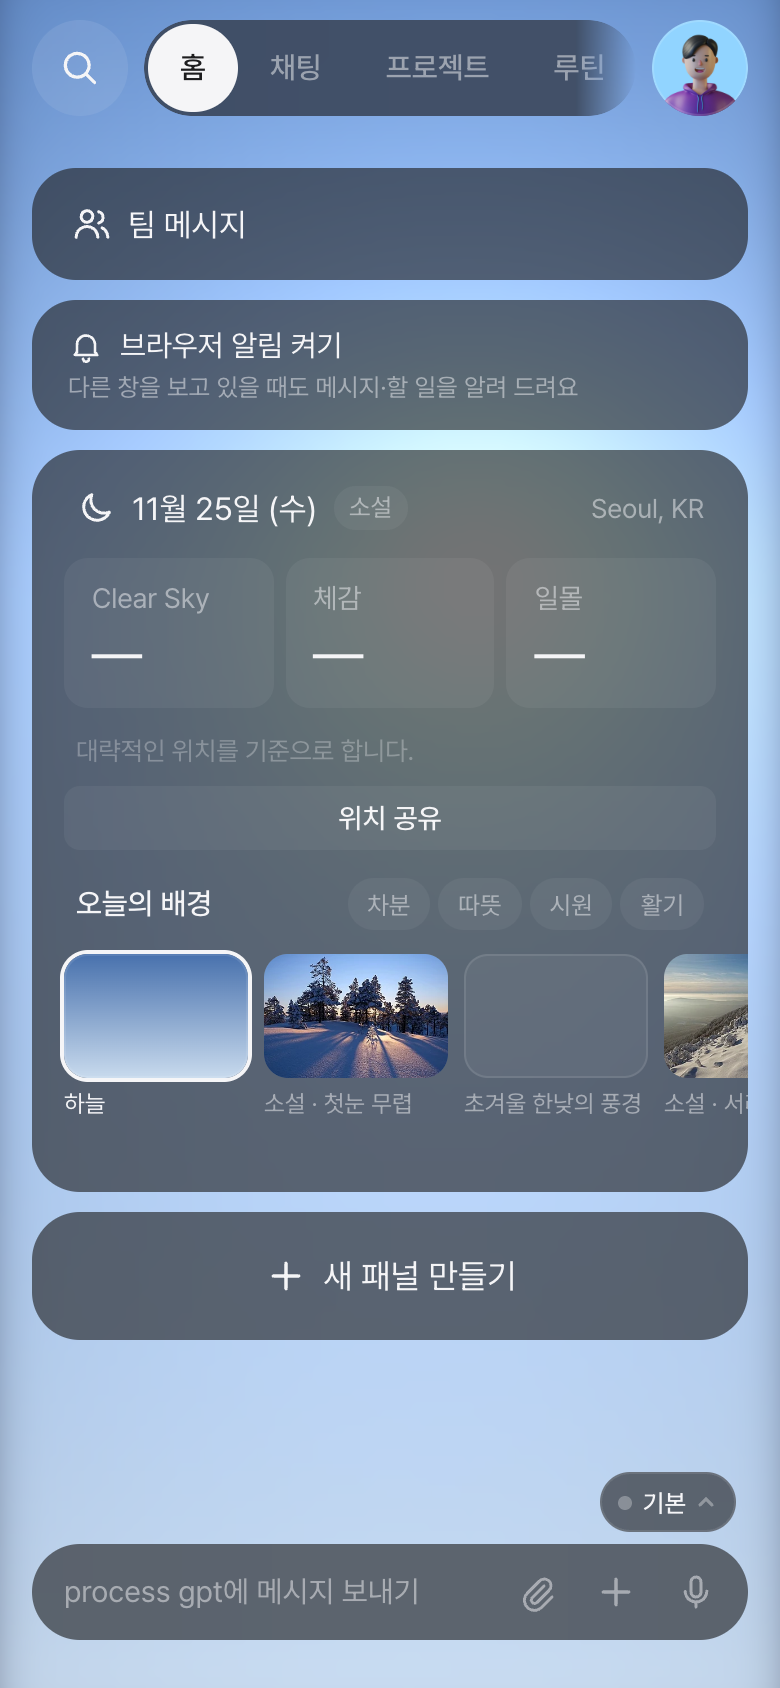 홈 채팅 프로젝트 루틴
팀 메시지
브라우저 알림 켜기
다른 창을 보고 있을 때도 메시지·할 일을 알려 드려요
11월 25일 (수) 소설 Seoul, KR
Clear Sky 체감 일몰
— — —
대략적인 위치를 기준으로 합니다.
위치 공유
오늘의 배경 차분 따뜻 시원 활기
하늘 소설 · 첫눈 무렵 초겨울 한낮의 풍경 소설 · 서
새 패널 만들기
기본
process gpt에 메시지 보내기